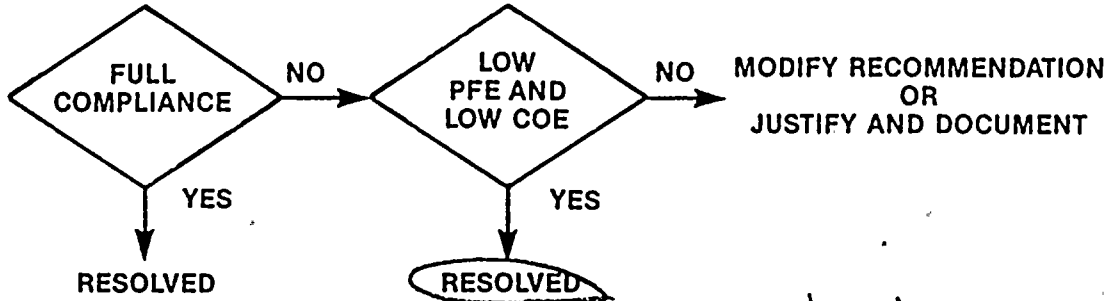 FULL
COMPLIANCE
NO
LOW
PFE AND
LOW COE
NO
MODIFY RECOMMENDATION
OR
JUSTIFY AND DOCUMENT
YES
YES
RESOLVED
RESOLVED